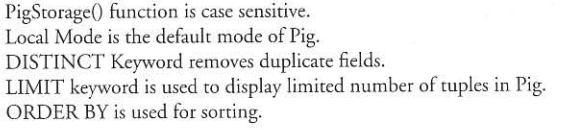 PigStorage() function is case sensitive.
Local Mode is the default mode of Pig.
DISTINCT Keyword removes duplicate fields.
LIMIT keyword is used to display limited number of tuples in Pig.
ORDER BY is used for sorting.